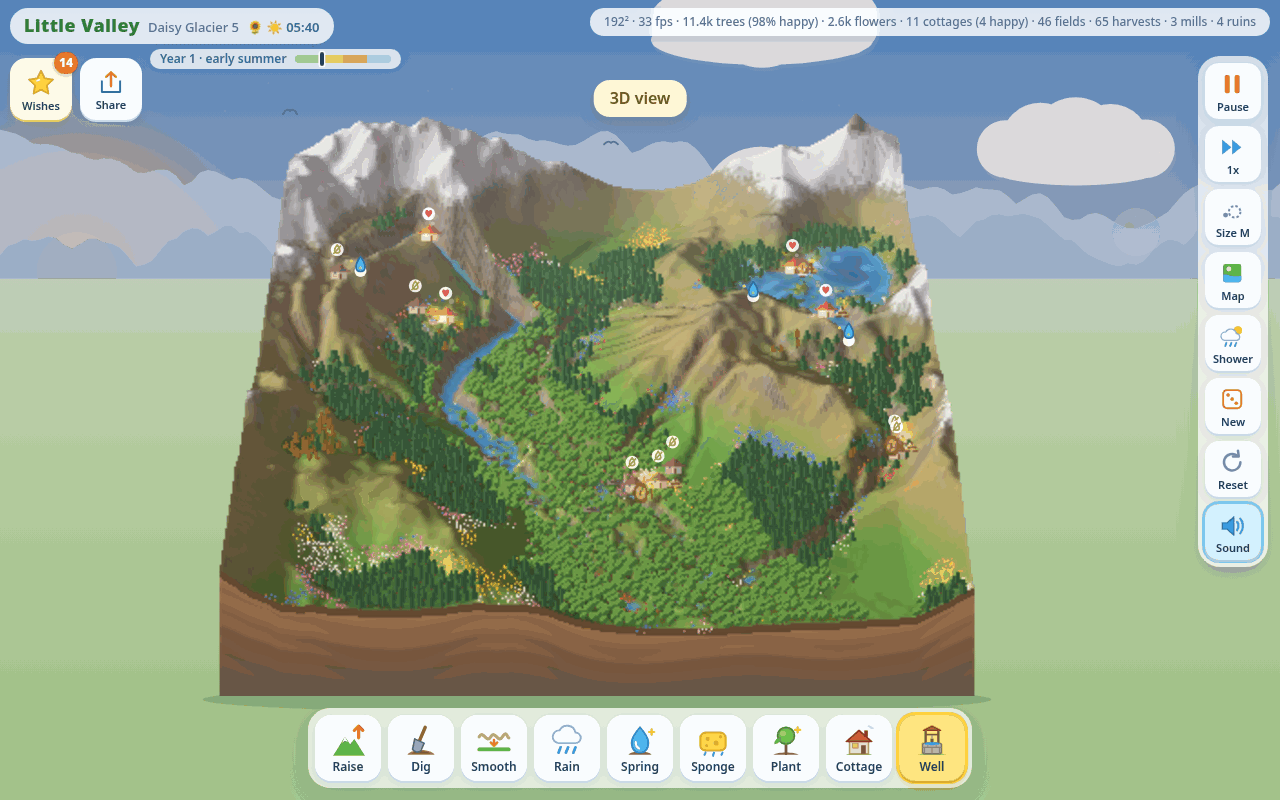 Little Valley Daisy Glacier 5 05:40
192² · 33 fps · 11.4k trees (98% happy) · 2.6k flowers · 11 cottages (4 happy) · 46 fields · 65 harvests · 3 mills · 4 ruins
Year 1 · early summer
14
Wishes
Share
3D view
Pause
1x
Size M
Map
Shower
New
Reset
Sound
Raise
Dig
Smooth
Rain
Spring
Sponge
Plant
Cottage
Well